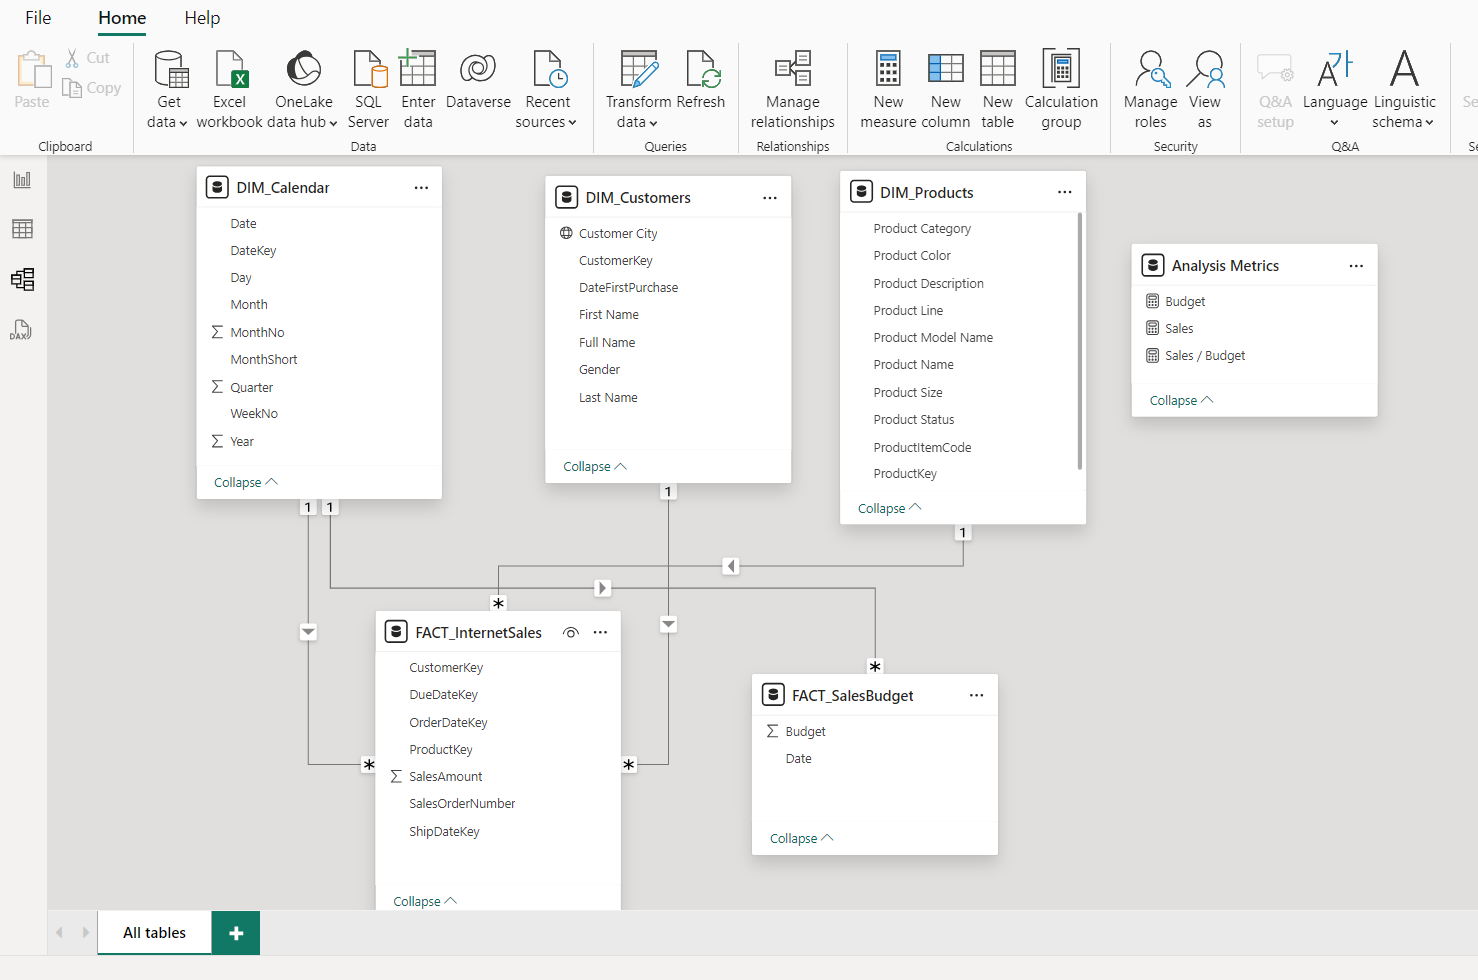 File Home Help
Paste
Cut
Copy
Clipboard
Get data
Excel workbook
OneLake data hub
SQL Server
Enter data
Dataverse
Recent sources
Data
Transform data
Refresh
Queries
Manage relationships
Relationships
New measure
New column
New table
Calculation group
Calculations
Manage roles
View as
Security
Q&A setup
Language
Linguistic schema
Q&A
Se
Se
DAX
DIM_Calendar
Date
DateKey
Day
Month
MonthNo
MonthShort
Quarter
WeekNo
Year
Collapse
1 1
DIM_Customers
Customer City
CustomerKey
DateFirstPurchase
First Name
Full Name
Gender
Last Name
Collapse
1
DIM_Products
Product Category
Product Color
Product Description
Product Line
Product Model Name
Product Name
Product Size
Product Status
ProductItemCode
ProductKey
Collapse
1
Analysis Metrics
Budget
Sales
Sales / Budget
Collapse
*
FACT_InternetSales
CustomerKey
DueDateKey
OrderDateKey
ProductKey
SalesAmount
SalesOrderNumber
ShipDateKey
Collapse
* *
*
FACT_SalesBudget
Budget
Date
Collapse
All tables +